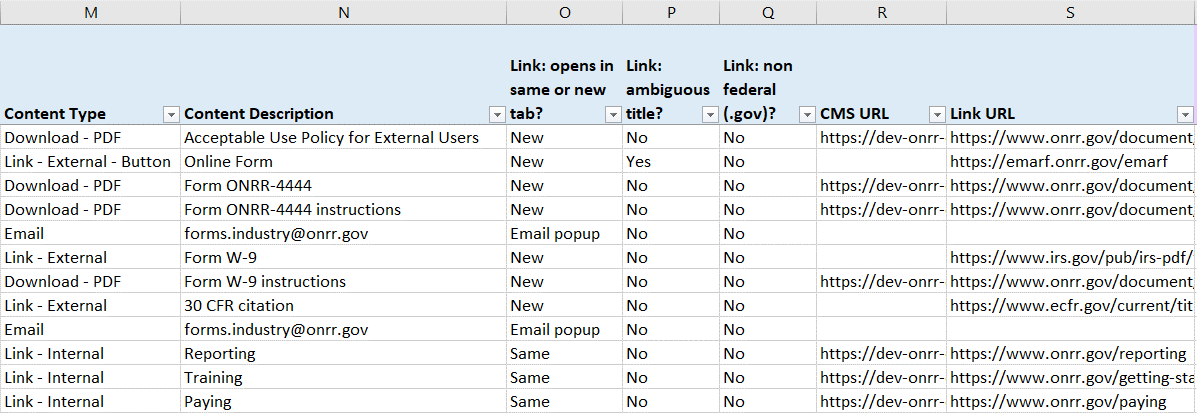 M N O P Q R S
Content Type Content Description Link: opens in same or new tab? Link: ambiguous title? Link: non federal (.gov)? CMS URL Link URL
Download - PDF Acceptable Use Policy for External Users New No No https://dev-onrr- https://www.onrr.gov/document
Link - External - Button Online Form New Yes No https://emarf.onrr.gov/emarf
Download - PDF Form ONRR-4444 New No No https://dev-onrr- https://www.onrr.gov/document
Download - PDF Form ONRR-4444 instructions New No No https://dev-onrr- https://www.onrr.gov/document
Email forms.industry@onrr.gov Email popup No No
Link - External Form W-9 New No No https://www.irs.gov/pub/irs-pdf/
Download - PDF Form W-9 instructions New No No https://dev-onrr- https://www.onrr.gov/document
Link - External 30 CFR citation New No No https://www.ecfr.gov/current/tit
Email forms.industry@onrr.gov Email popup No No
Link - Internal Reporting Same No No https://dev-onrr- https://www.onrr.gov/reporting
Link - Internal Training Same No No https://dev-onrr- https://www.onrr.gov/getting-sta
Link - Internal Paying Same No No https://dev-onrr- https://www.onrr.gov/paying